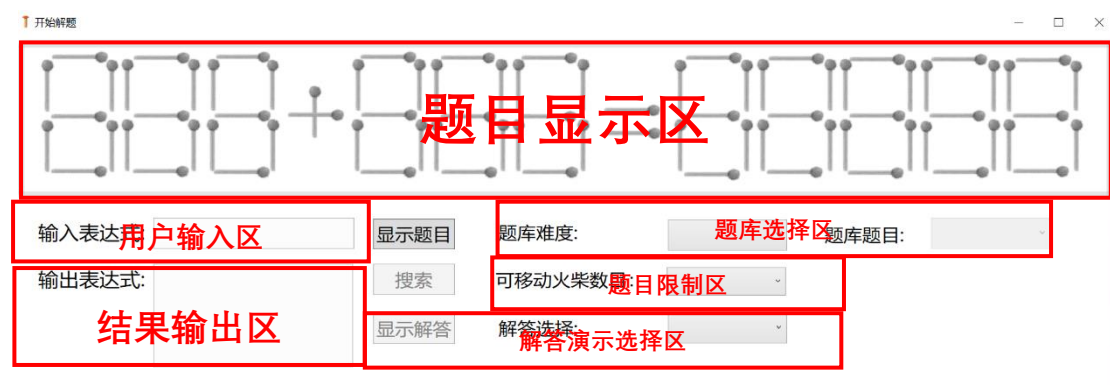 开始解题
题目显示区
输入表达式:
用户输入区
显示题目
题库难度:
题库选择区
题库题目:
输出表达式:
结果输出区
搜索
可移动火柴数量:
题目限制区
显示解答
解答选择:
解答演示选择区